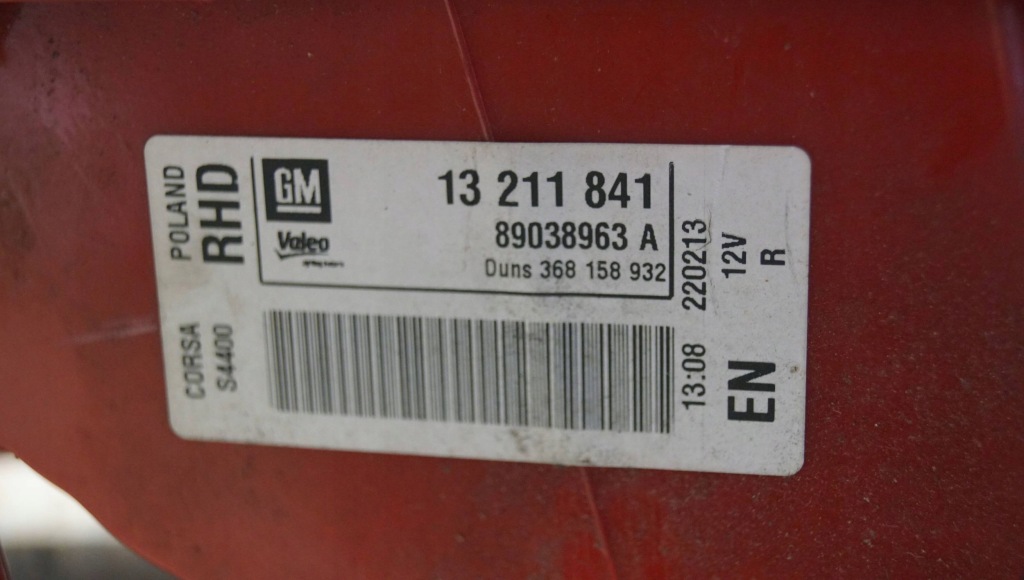 POLAND
RHD
CORSA
S4400
GM
Valeo
13 211 841
89038963 A
Duns 368 158 932
13:08 220213
12V
EN R